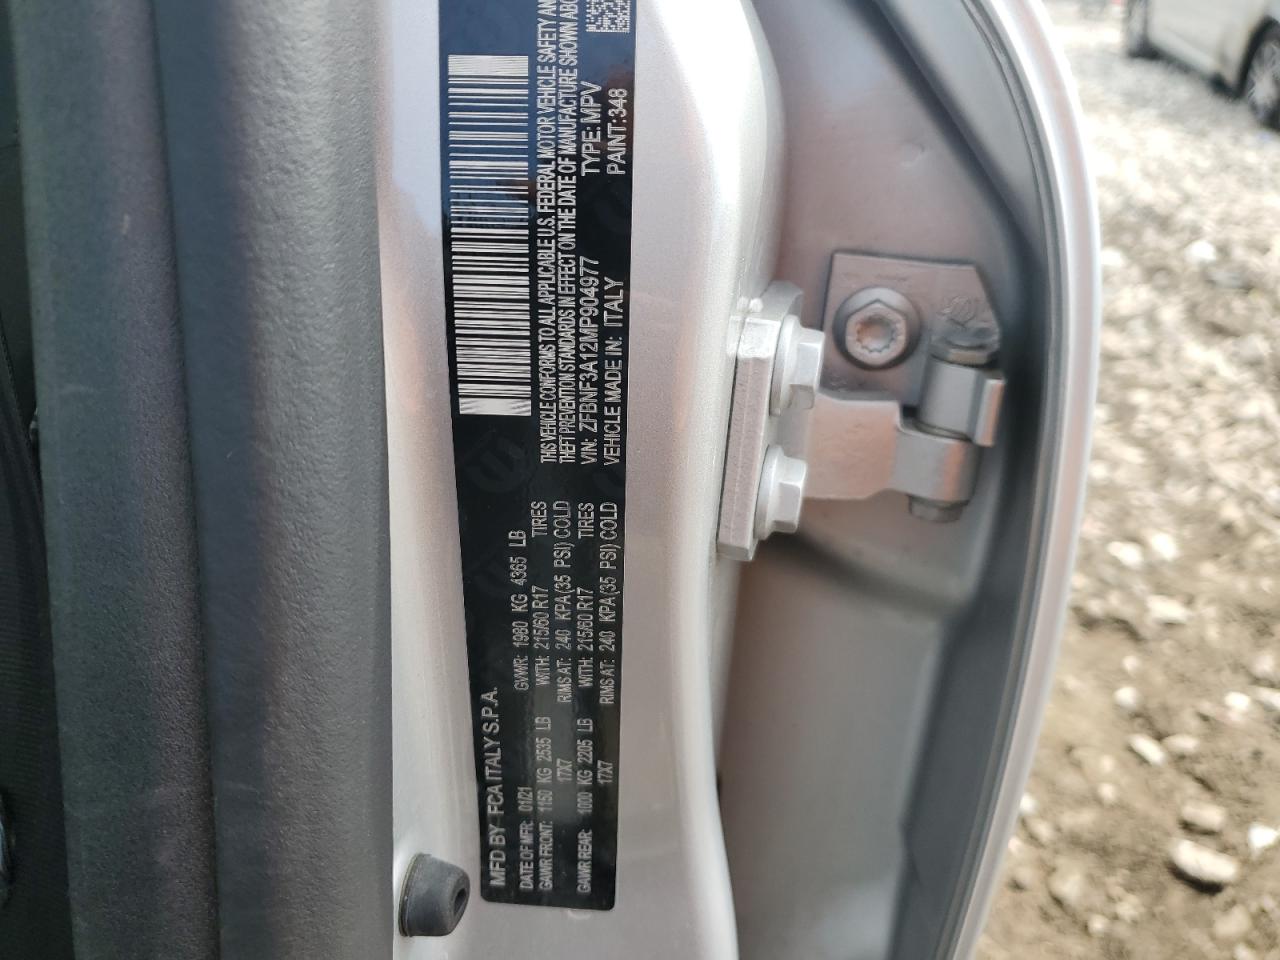 MFD BY FCA ITALY S.P.A.
DATE OF MFR: 01/21 GVWR: 1980 KG 4365 LB
GAWR FRONT: 1150 KG 2535 LB WITH: 215/60 R17 TIRES
17X7 RIMS AT: 240 KPA (35 PSI) COLD
GAWR REAR: 1000 KG 2205 LB WITH: 215/60 R17 TIRES
17X7 RIMS AT: 240 KPA (35 PSI) COLD
THIS VEHICLE CONFORMS TO ALL APPLICABLE U.S. FEDERAL MOTOR VEHICLE SAFETY AND
THEFT PREVENTION STANDARDS IN EFFECT ON THE DATE OF MANUFACTURE SHOWN ABO
VIN: ZFBNF3A12MP904977 TYPE: MPV
VEHICLE MADE IN: ITALY PAINT: 348